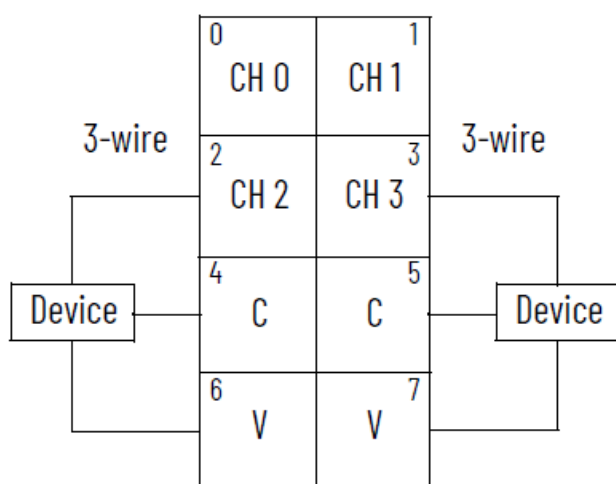 0 1
CH 0 CH 1
3-wire 3-wire
2 3
CH 2 CH 3
4 5
Device C C Device
6 7
V V